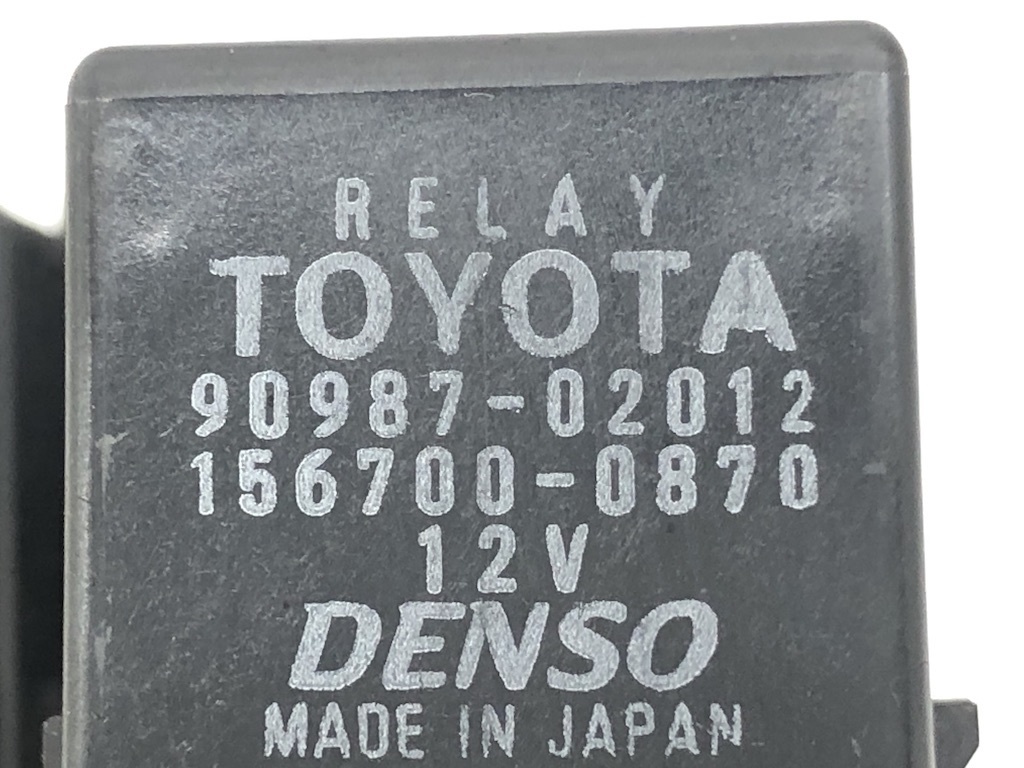 RELAY
TOYOTA
90987-02012
156700-0870
12V
DENSO
MADE IN JAPAN